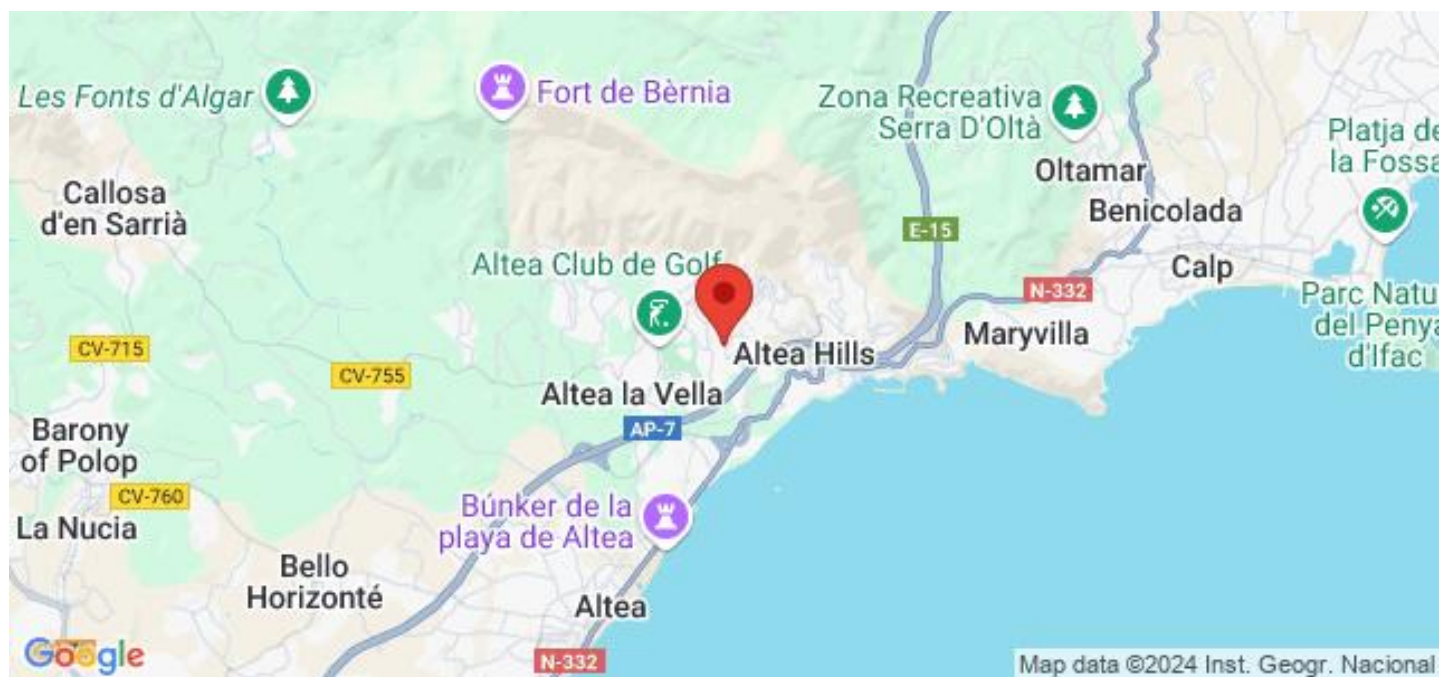 Les Fonts d'Algar
Fort de Bèrnia
Zona Recreativa
Serra D'Oltà
Platja de
la Fossa
Oltamar
Callosa
d'en Sarrià
Benicolada
E-15
Altea Club de Golf
Calp
N-332
Parc Natu
del Penya
d'Ifac
Maryvilla
CV-715
Altea Hills
CV-755
Altea la Vella
AP-7
Barony
of Polop
CV-760
Búnker de la
playa de Altea
La Nucia
Bello
Horizonté
Altea
Google
N-332
Map data ©2024 Inst. Geogr. Nacional